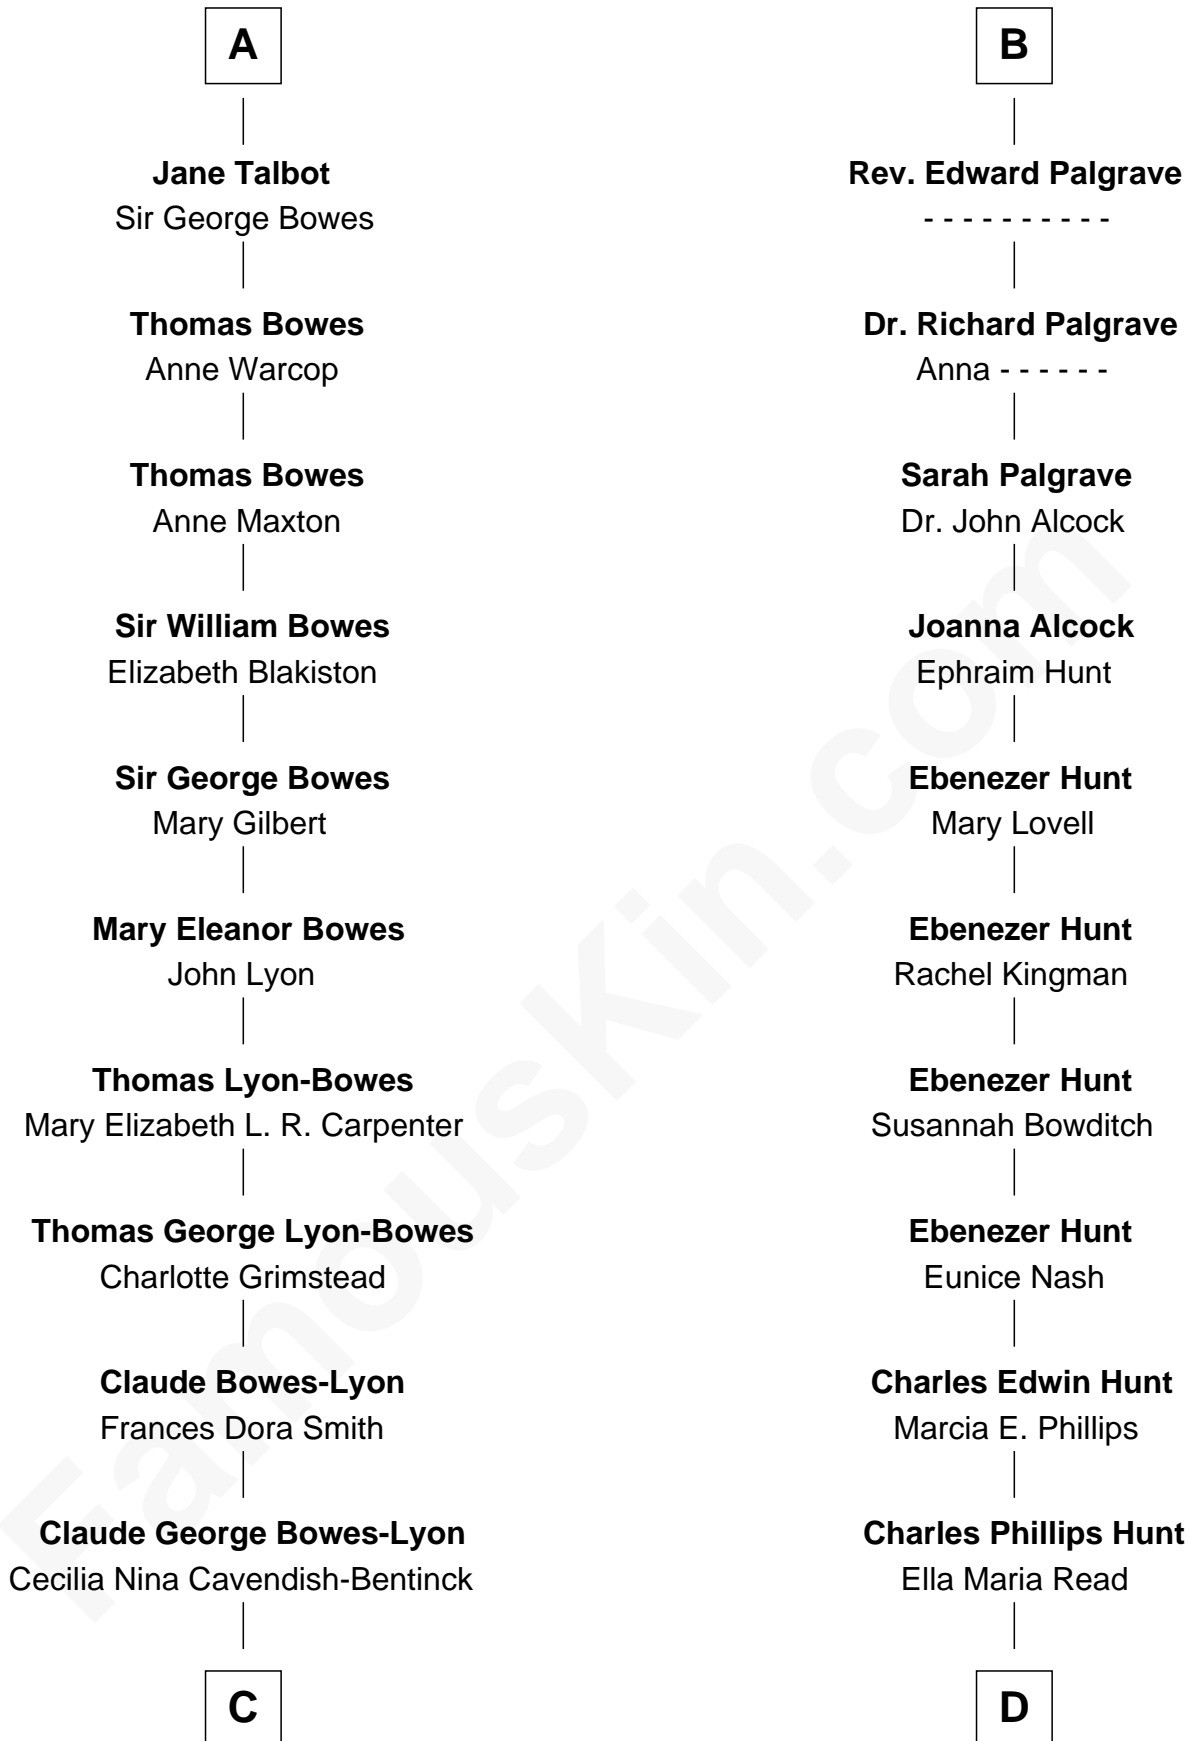 A
Jane Talbot
Sir George Bowes
Thomas Bowes
Anne Warcop
Thomas Bowes
Anne Maxton
Sir William Bowes
Elizabeth Blakiston
Sir George Bowes
Mary Gilbert
Mary Eleanor Bowes
John Lyon
Thomas Lyon-Bowes
Mary Elizabeth L. R. Carpenter
Thomas George Lyon-Bowes
Charlotte Grimstead
Claude Bowes-Lyon
Frances Dora Smith
Claude George Bowes-Lyon
Cecilia Nina Cavendish-Bentinck
C
B
Rev. Edward Palgrave
- - - - - - - - - -
Dr. Richard Palgrave
Anna - - - - - -
Sarah Palgrave
Dr. John Alcock
Joanna Alcock
Ephraim Hunt
Ebenezer Hunt
Mary Lovell
Ebenezer Hunt
Rachel Kingman
Ebenezer Hunt
Susannah Bowditch
Ebenezer Hunt
Eunice Nash
Charles Edwin Hunt
Marcia E. Phillips
Charles Phillips Hunt
Ella Maria Read
D
FamousKin.com